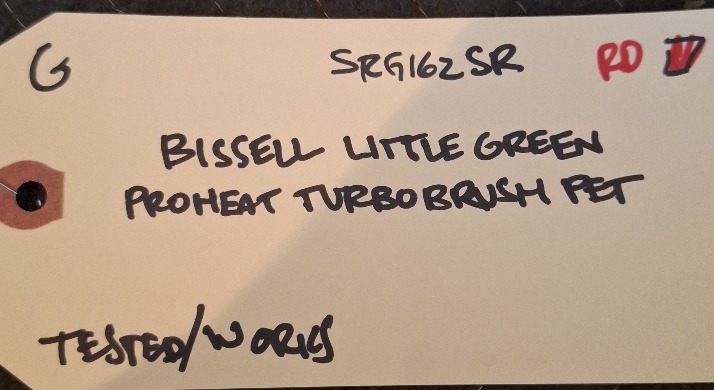 G SRG162SR RD
BISSELL LITTLE GREEN
PROHEAT TURBOBRUSH PET
TESTED/WORKS